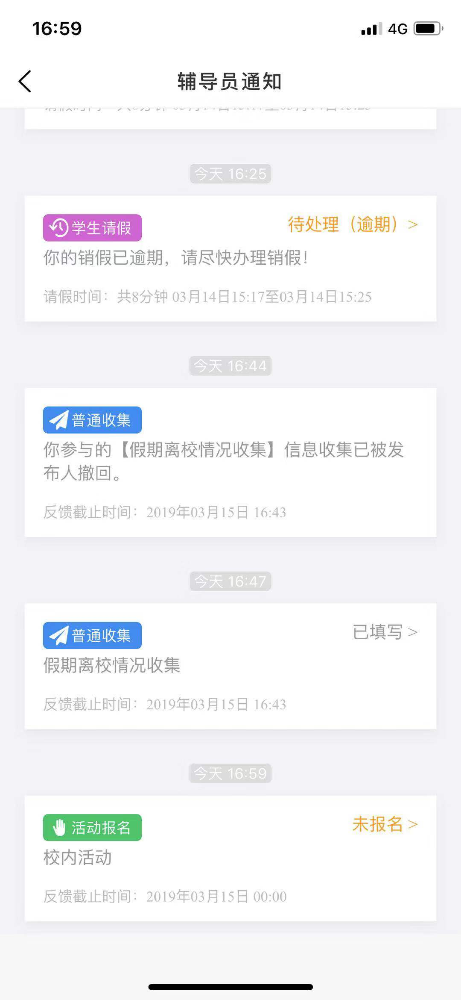 16:59
4G
辅导员通知
今天 16:25
学生请假
待处理（逾期） >
你的销假已逾期，请尽快办理销假！
请假时间：共8分钟 03月14日15:17至03月14日15:25
今天 16:44
普通收集
你参与的【假期离校情况收集】信息收集已被发
布人撤回。
反馈截止时间：2019年03月15日 16:43
今天 16:47
普通收集
已填写 >
假期离校情况收集
反馈截止时间：2019年03月15日 16:43
今天 16:59
活动报名
未报名 >
校内活动
反馈截止时间：2019年03月15日 00:00